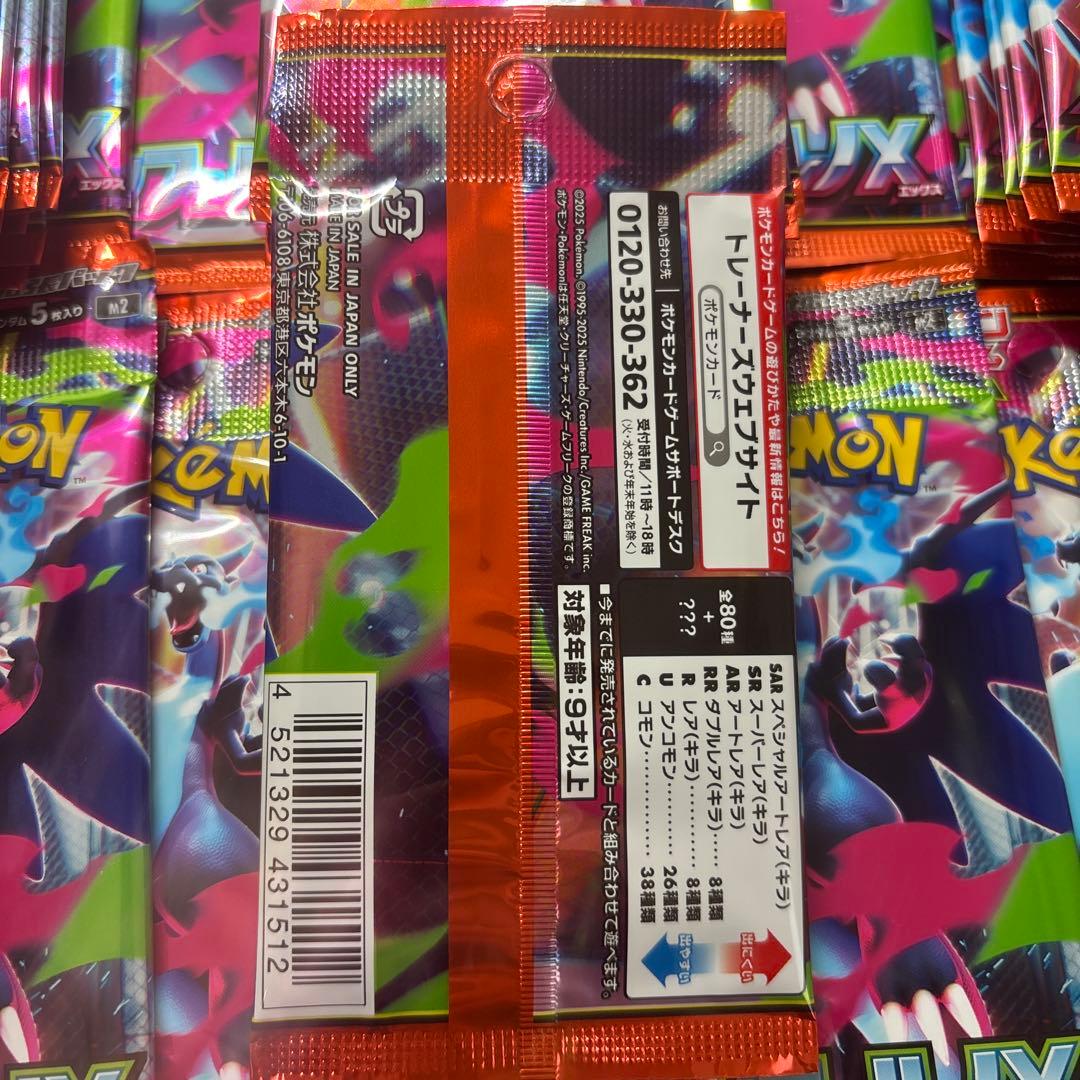 ポケモンカードゲームの遊びかたや最新情報はこちら!
トレーナーズウェブサイト
ポケモンカード
お問い合わせ先
ポケモンカードゲームサポートデスク
0120-330-362
受付時間/11時~18時
(火・水および年末年始を除く)
©2025 Pokémon. ©1995-2025 Nintendo/Creatures Inc./GAME FREAK inc.
ポケモン・Pokémonは任天堂・クリーチャーズ・ゲームフリークの登録商標です。
全80種
+
???
SAR スペシャルアートレア(キラ)
SR スーパーレア(キラ)
AR アートレア(キラ)
RR ダブルレア(キラ)…… 8種類
R レア(キラ)………… 8種類
U アンコモン………… 26種類
C コモン……………… 38種類
出にくい
出やすい
■今までに発売されているカードと組み合わせて遊べます。
対象年齢:9才以上
プラ
FOR SALE IN JAPAN ONLY
MADE IN JAPAN
株式会社ポケモン
東京都港区六本木6-10-1
4 521329 431512
5枚入り
M2
MON
エックス
エックス